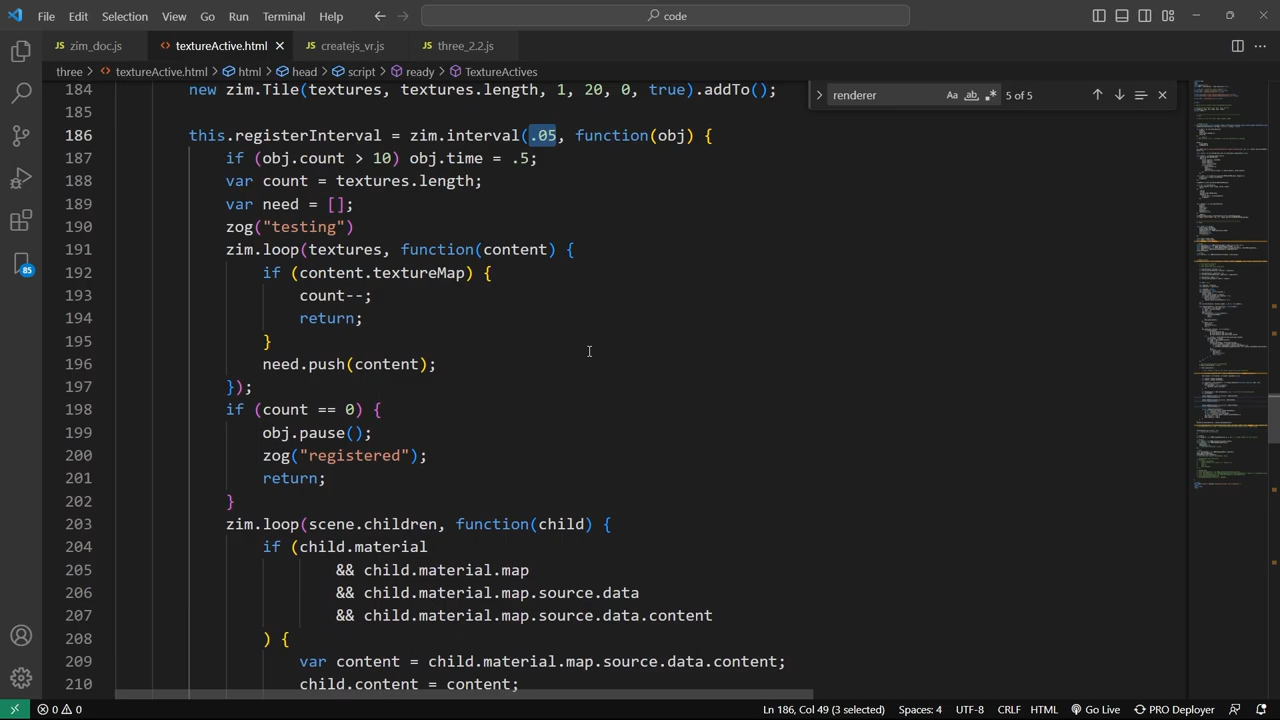 File Edit Selection View Go Run Terminal Help
code
zim_doc.js textureActive.html createjs_vr.js three_2.2.js
three > textureActive.html > html > head > script > ready > TextureActives
renderer
5 of 5
184 new zim.Tile(textures, textures.length, 1, 20, 0, true).addTo();
185
186 this.registerInterval = zim.interval(.05, function(obj) {
187 if (obj.count > 10) obj.time = .5;
188 var count = textures.length;
189 var need = [];
190 zog("testing")
191 zim.loop(textures, function(content) {
192 if (content.textureMap) {
193 count--;
194 return;
195 }
196 need.push(content);
197 });
198 if (count == 0) {
199 obj.pause();
200 zog("registered");
201 return;
202 }
203 zim.loop(scene.children, function(child) {
204 if (child.material
205 && child.material.map
206 && child.material.map.source.data
207 && child.material.map.source.data.content
208 ) {
209 var content = child.material.map.source.data.content;
210 child.content = content;
85
0 0 Ln 186, Col 49 (3 selected) Spaces: 4 UTF-8 CRLF HTML Go Live PRO Deployer